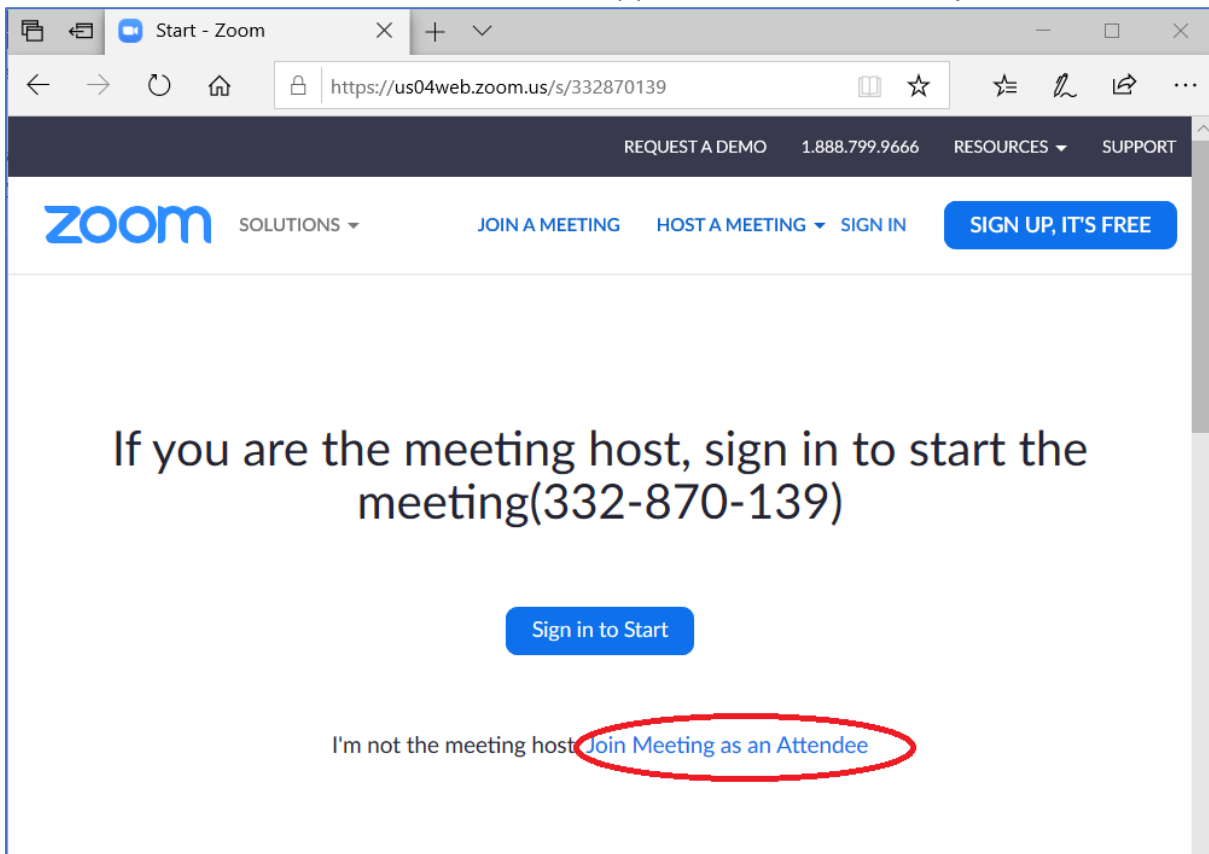 Start - Zoom
https://us04web.zoom.us/s/332870139
REQUEST A DEMO 1.888.799.9666 RESOURCES SUPPORT
zoom SOLUTIONS JOIN A MEETING HOST A MEETING SIGN IN SIGN UP, IT'S FREE
If you are the meeting host, sign in to start the
meeting(332-870-139)
Sign in to Start
I'm not the meeting host Join Meeting as an Attendee